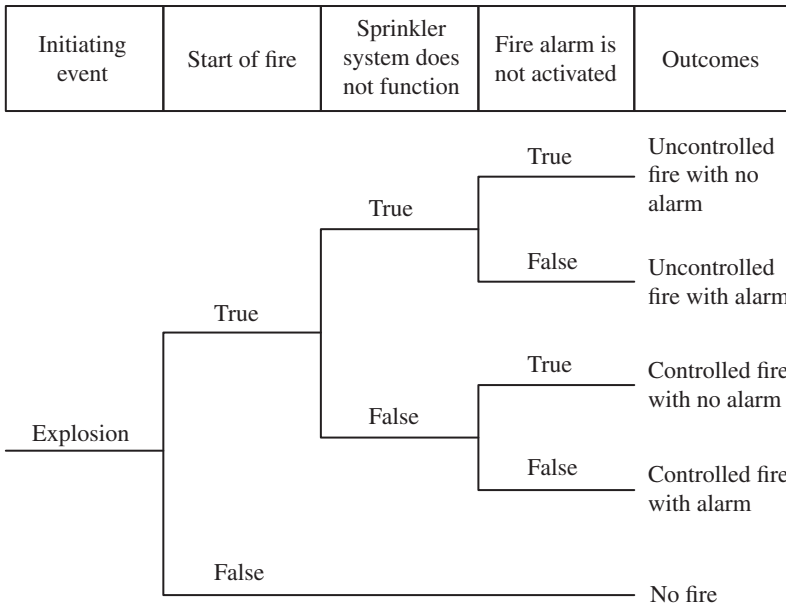 Initiating
event
Start of fire
Sprinkler
system does
not function
Fire alarm is
not activated
Outcomes
True
Uncontrolled
fire with no
alarm
True
False
Uncontrolled
fire with alarm
True
True
Controlled fire
with no alarm
False
Explosion
False
Controlled fire
with alarm
False
No fire